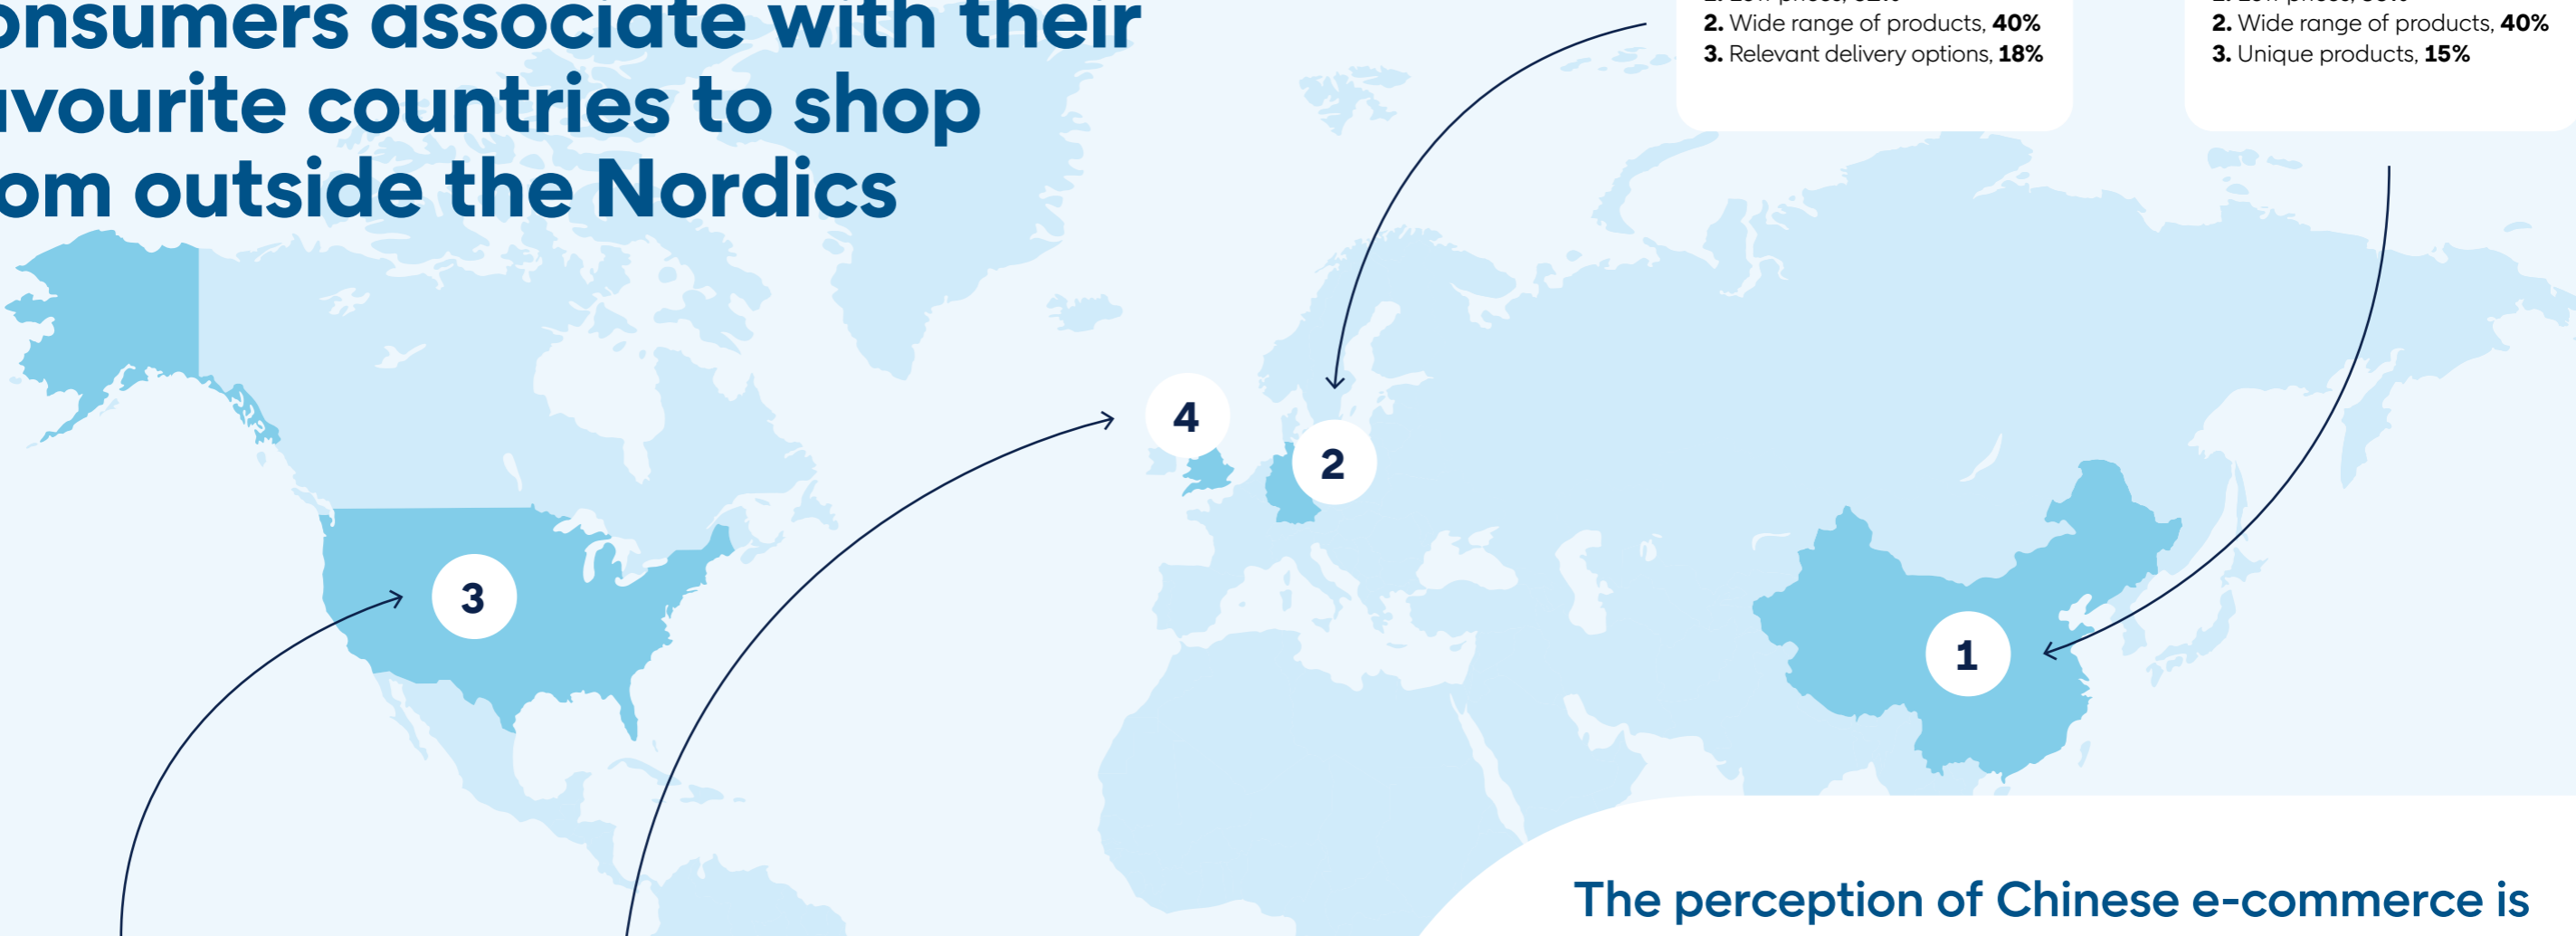 onsumers associate with their
avourite countries to shop
om outside the Nordics
2. Wide range of products, 40%
3. Relevant delivery options, 18%
2. Wide range of products, 40%
3. Unique products, 15%
4
2
3
1
The perception of Chinese e-commerce is